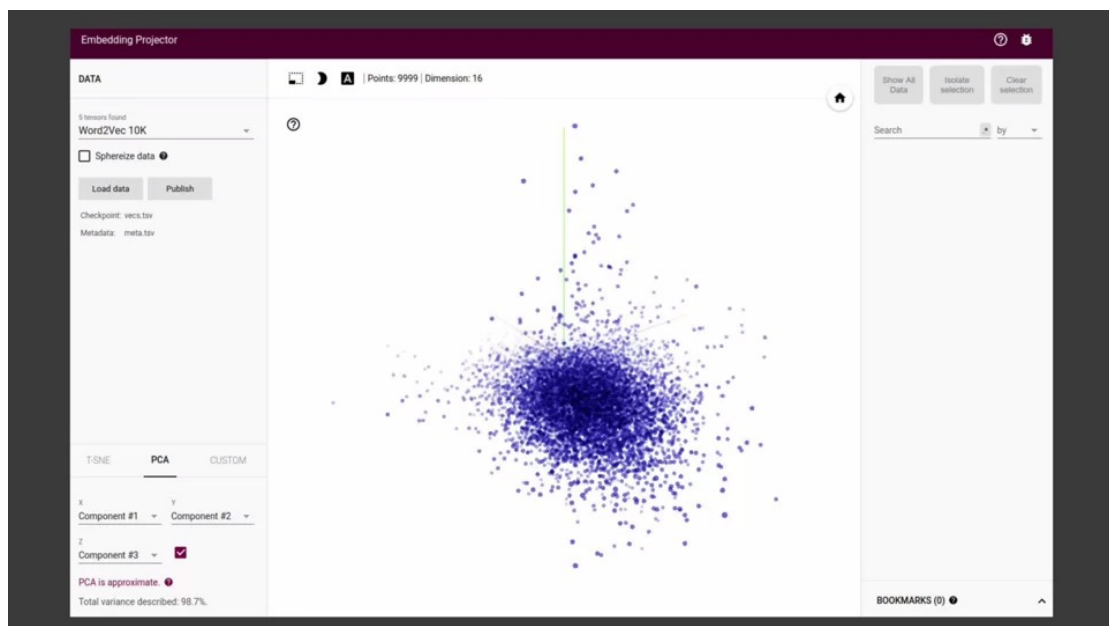 Embedding Projector
DATA
5 tensors found
Word2Vec 10K
Sphereize data
Load data Publish
Checkpoint: vecs.tsv
Metadata: meta.tsv
T-SNE PCA CUSTOM
X Y
Component #1 Component #2
Z
Component #3
PCA is approximate.
Total variance described: 98.7%.
A | Points: 9999 | Dimension: 16
Show All Data
Isolate selection
Clear selection
Search .* by
BOOKMARKS (0)